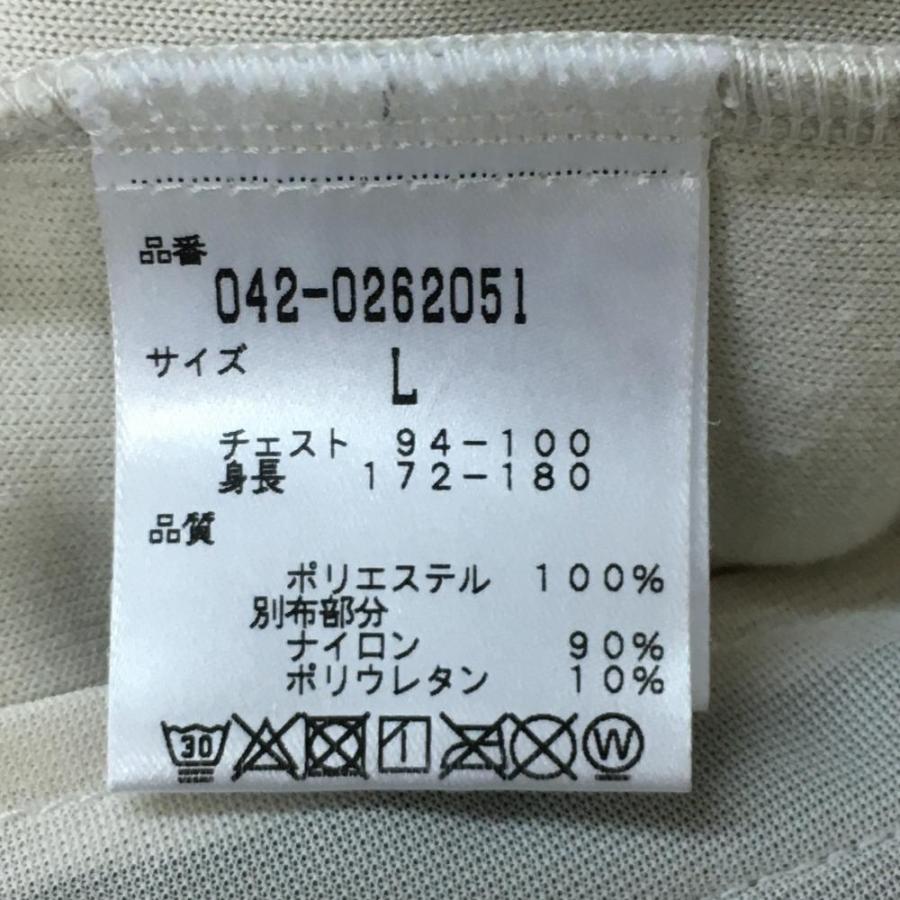 品番
042-0262051
サイズ L
チェスト 94-100
身長 172-180
品質
ポリエステル 100%
別布部分
ナイロン 90%
ポリウレタン 10%
30 W